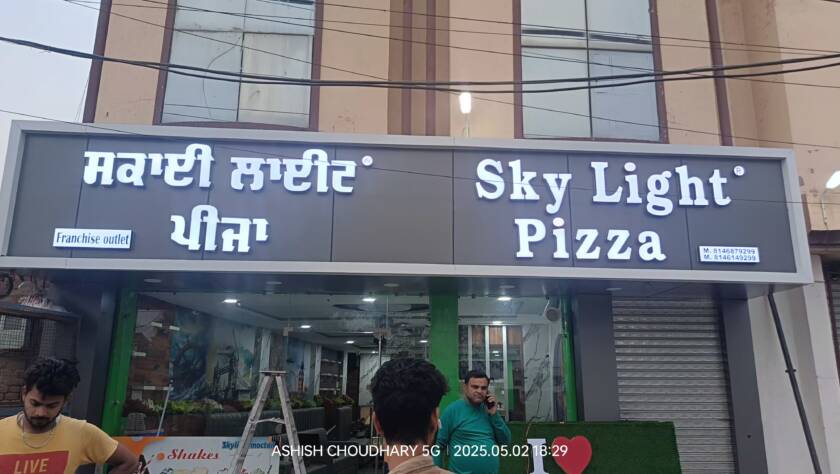 ਸਕਾਈ ਲਾਈਟ®
ਪੀਜਾ
Franchise outlet
Sky Light®
Pizza
M. 8146879299
M. 8146149299
Shakes
I
LIVE
ASHISH CHOUDHARY 5G | 2025.05.02 18:29